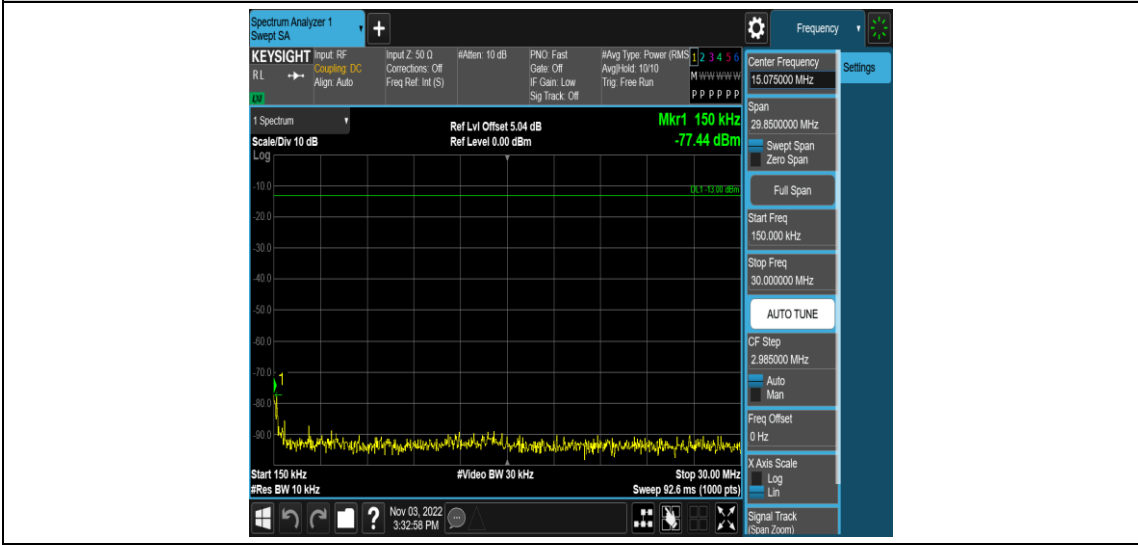 Spectrum Analyzer 1
Swept SA
+
Frequency
KEYSIGHT
RL
LXI
Input: RF
Coupling: DC
Align: Auto
Input Z: 50 Ω
Corrections: Off
Freq Ref: Int (S)
#Atten: 10 dB
PNO: Fast
Gate: Off
IF Gain: Low
Sig Track: Off
#Avg Type: Power (RMS
Avg|Hold: 10/10
Trig: Free Run
1 2 3 4 5 6
M W W W W W
P P P P P P
1 Spectrum
Scale/Div 10 dB
Log
Ref Lvl Offset 5.04 dB
Ref Level 0.00 dBm
Mkr1 150 kHz
-77.44 dBm
DL1 -13.00 dBm
-10.0
-20.0
-30.0
-40.0
-50.0
-60.0
-70.0
1
-80.0
-90.0
Start 150 kHz
#Res BW 10 kHz
#Video BW 30 kHz
Stop 30.00 MHz
Sweep 92.6 ms (1000 pts)
Center Frequency
15.075000 MHz
Settings
Span
29.8500000 MHz
Swept Span
Zero Span
Full Span
Start Freq
150.000 kHz
Stop Freq
30.000000 MHz
AUTO TUNE
CF Step
2.985000 MHz
Auto
Man
Freq Offset
0 Hz
X Axis Scale
Log
Lin
Signal Track
(Span Zoom)
?
Nov 03, 2022
3:32:58 PM